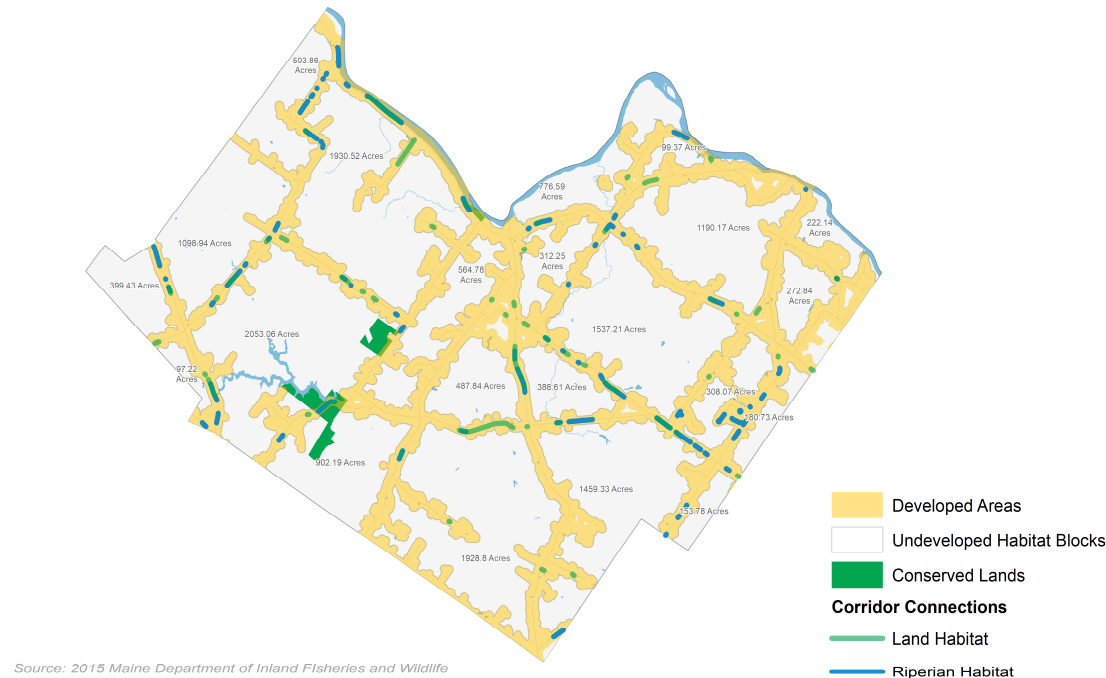 603.86
Acres
1930.52 Acres
99.37 Acres
776.59
Acres
1190.17 Acres
222.14
Acres
1098.94 Acres
312.25
Acres
564.78
Acres
399.43 Acres
272.84
Acres
2053.06 Acres
1537.21 Acres
97.22
Acres
487.84 Acres
388.61 Acres
308.07 Acres
180.73 Acres
902.19 Acres
1459.33 Acres
153.78 Acres
1928.8 Acres
Developed Areas
Undeveloped Habitat Blocks
Conserved Lands
Corridor Connections
Land Habitat
Riperian Habitat
Source: 2015 Maine Department of Inland FIsheries and Wildlife